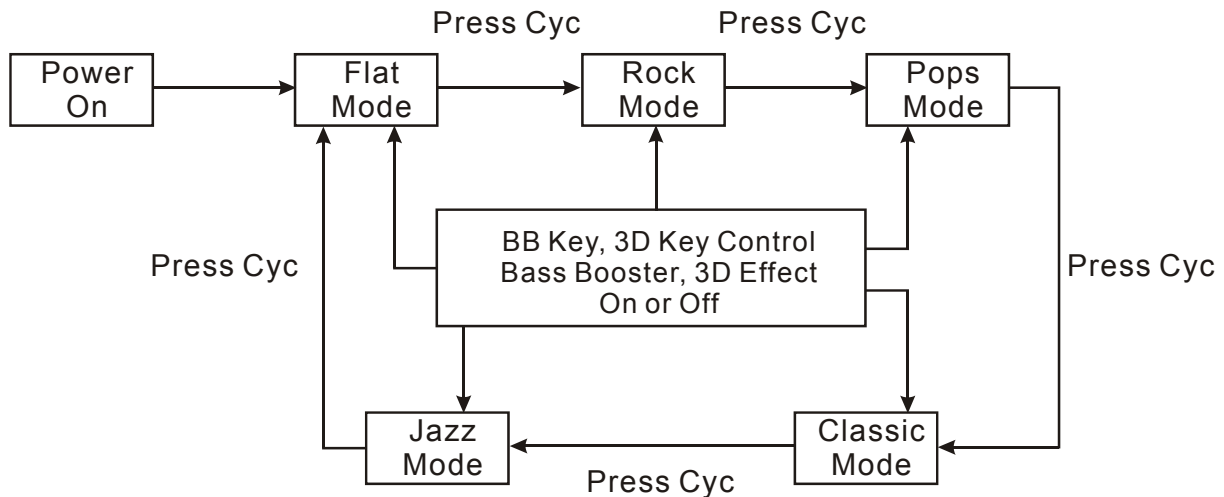 Press Cyc
Press Cyc
Power
On
Flat
Mode
Rock
Mode
Pops
Mode
BB Key, 3D Key Control
Bass Booster, 3D Effect
On or Off
Press Cyc
Press Cyc
Jazz
Mode
Classic
Mode
Press Cyc